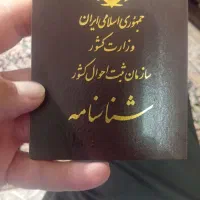 جمهوری اسلامی ایران
وزارت کشور
سازمان ثبت احوال کشور
شناسنامه